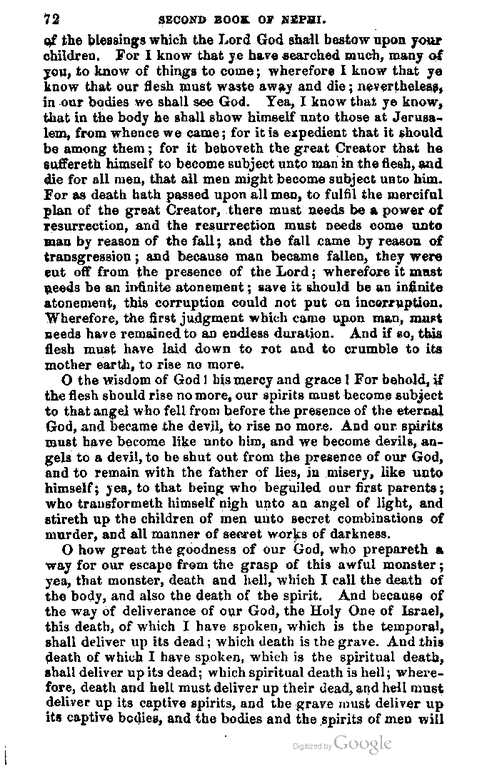 72 SECOND BOOK OF NEPHI.
of the blessings which the Lord God shall bestow upon your
children. For I know that ye have searched much, many of
you, to know of things to come; wherefore I know that ye
know that our flesh must waste away and die; nevertheless,
in our bodies we shall see God. Yea, I know that ye know,
that in the body he shall show himself unto those at Jerusa-
lem, from whence we came; for it is expedient that it should
be among them; for it behoveth the great Creator that he
suffereth himself to become subject unto man in the flesh, and
die for all men, that all men might become subject unto him.
For as death hath passed upon all men, to fulfil the merciful
plan of the great Creator, there must needs be a power of
resurrection, and the resurrection must needs come unto
man by reason of the fall; and the fall came by reason of
transgression; and because man became fallen, they were
cut off from the presence of the Lord; wherefore it must
needs be an infinite atonement; save it should be an infinite
atonement, this corruption could not put on incorruption.
Wherefore, the first judgment which came upon man, must
needs have remained to an endless duration. And if so, this
flesh must have laid down to rot and to crumble to its
mother earth, to rise no more.
O the wisdom of God! his mercy and grace! For behold, if
the flesh should rise no more, our spirits must become subject
to that angel who fell from before the presence of the eternal
God, and became the devil, to rise no more. And our spirits
must have become like unto him, and we become devils, an-
gels to a devil, to be shut out from the presence of our God,
and to remain with the father of lies, in misery, like unto
himself; yea, to that being who beguiled our first parents;
who transformeth himself nigh unto an angel of light, and
stireth up the children of men unto secret combinations of
murder, and all manner of secret works of darkness.
O how great the goodness of our God, who prepareth a
way for our escape from the grasp of this awful monster;
yea, that monster, death and hell, which I call the death of
the body, and also the death of the spirit. And because of
the way of deliverance of our God, the Holy One of Israel,
this death, of which I have spoken, which is the temporal,
shall deliver up its dead; which death is the grave. And this
death of which I have spoken, which is the spiritual death,
shall deliver up its dead; which spiritual death is hell; where-
fore, death and hell must deliver up their dead, and hell must
deliver up its captive spirits, and the grave must deliver up
its captive bodies, and the bodies and the spirits of men will
Digitized by Google